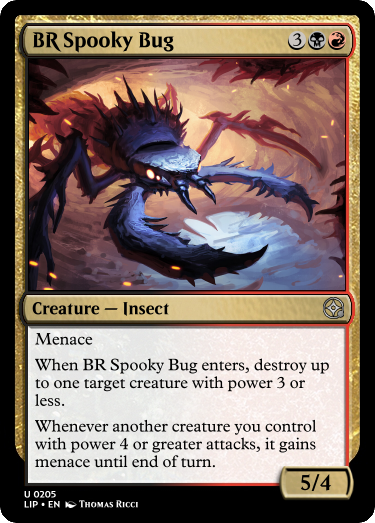 BR Spooky Bug 3
Creature — Insect
Menace
When BR Spooky Bug enters, destroy up
to one target creature with power 3 or
less.
Whenever another creature you control
with power 4 or greater attacks, it gains
menace until end of turn.
5/4
U 0205
LIP • EN Thomas Ricci